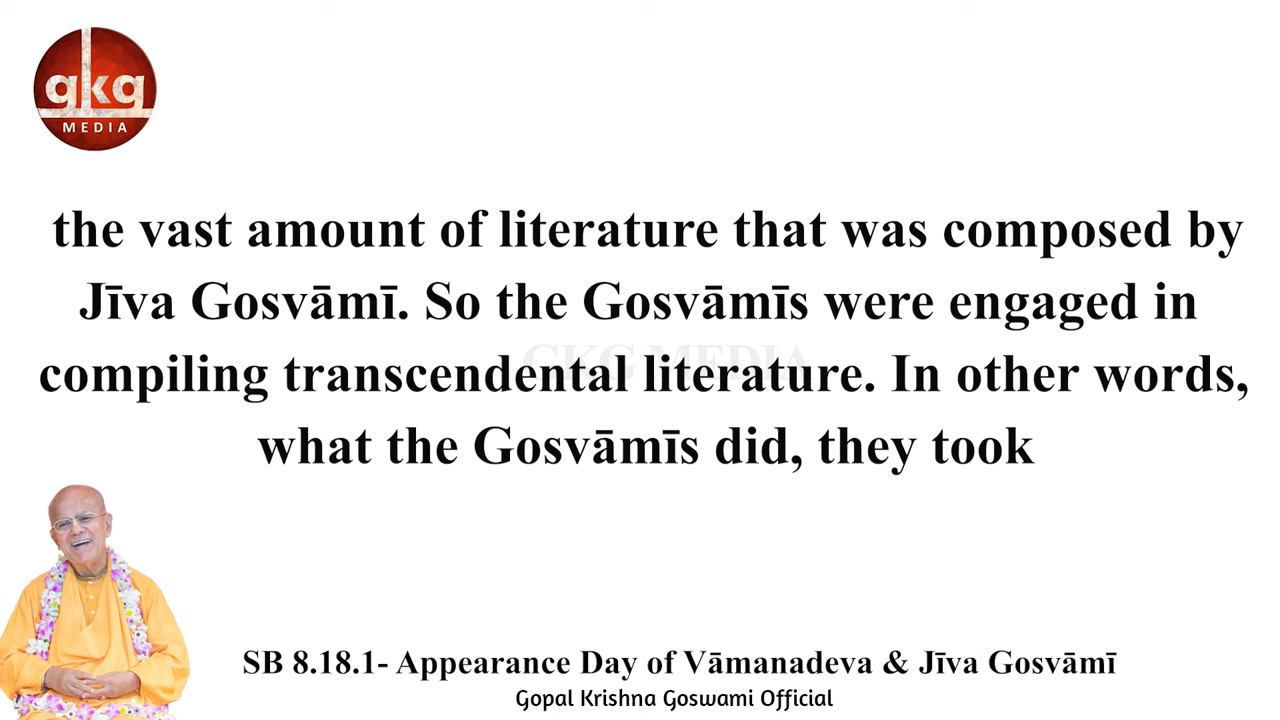 gkg
MEDIA
the vast amount of literature that was composed by
Jīva Gosvāmī. So the Gosvāmīs were engaged in
GKG MEDIA
compiling transcendental literature. In other words,
what the Gosvāmīs did, they took
SB 8.18.1- Appearance Day of Vāmanadeva & Jīva Gosvāmī
Gopal Krishna Goswami Official